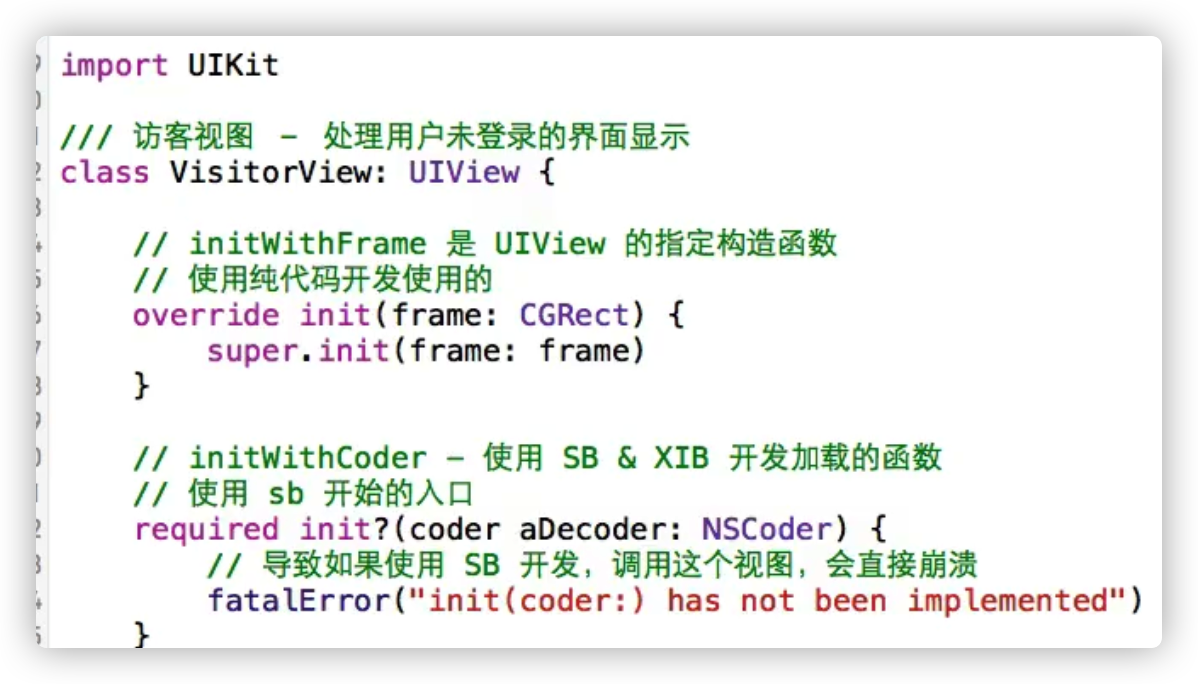 import UIKit
/// 访客视图 - 处理用户未登录的界面显示
class VisitorView: UIView {
// initWithFrame 是 UIView 的指定构造函数
// 使用纯代码开发使用的
override init(frame: CGRect) {
super.init(frame: frame)
}
// initWithCoder - 使用 SB & XIB 开发加载的函数
// 使用 sb 开始的入口
required init?(coder aDecoder: NSCoder) {
// 导致如果使用 SB 开发，调用这个视图，会直接崩溃
fatalError("init(coder:) has not been implemented")
}